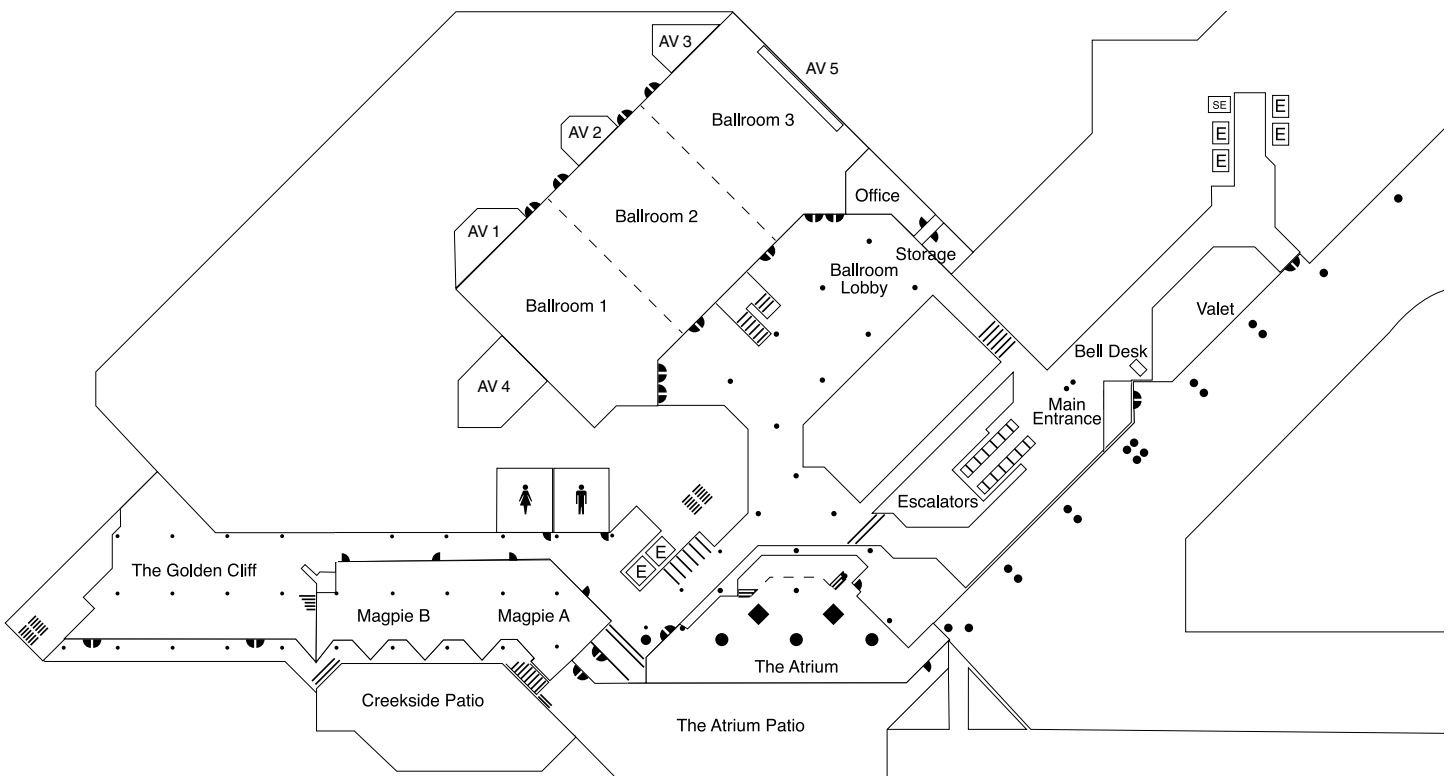 AV 3
AV 5
SE
E
E
E
E
Ballroom 3
AV 2
Office
Ballroom 2
AV 1
Storage
Ballroom
Lobby
Ballroom 1
Valet
Bell Desk
AV 4
Main
Entrance
Escalators
E
E
The Golden Cliff
Magpie B
Magpie A
The Atrium
Creekside Patio
The Atrium Patio